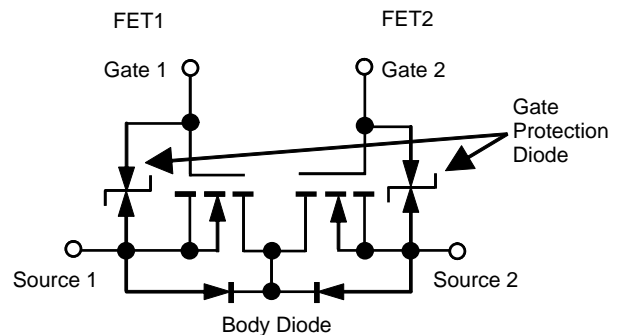 FET1
FET2
Gate 1
Gate 2
Gate
Protection
Diode
Source 1
Source 2
Body Diode